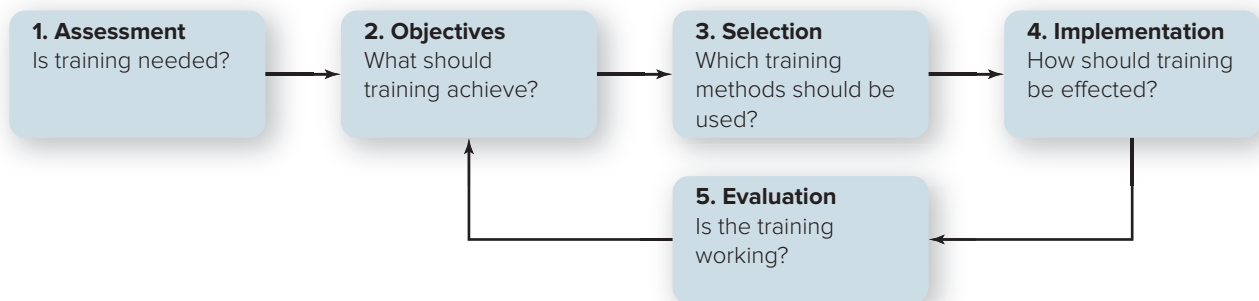 1. Assessment
Is training needed?
2. Objectives
What should
training achieve?
3. Selection
Which training
methods should be
used?
4. Implementation
How should training
be effected?
5. Evaluation
Is the training
working?